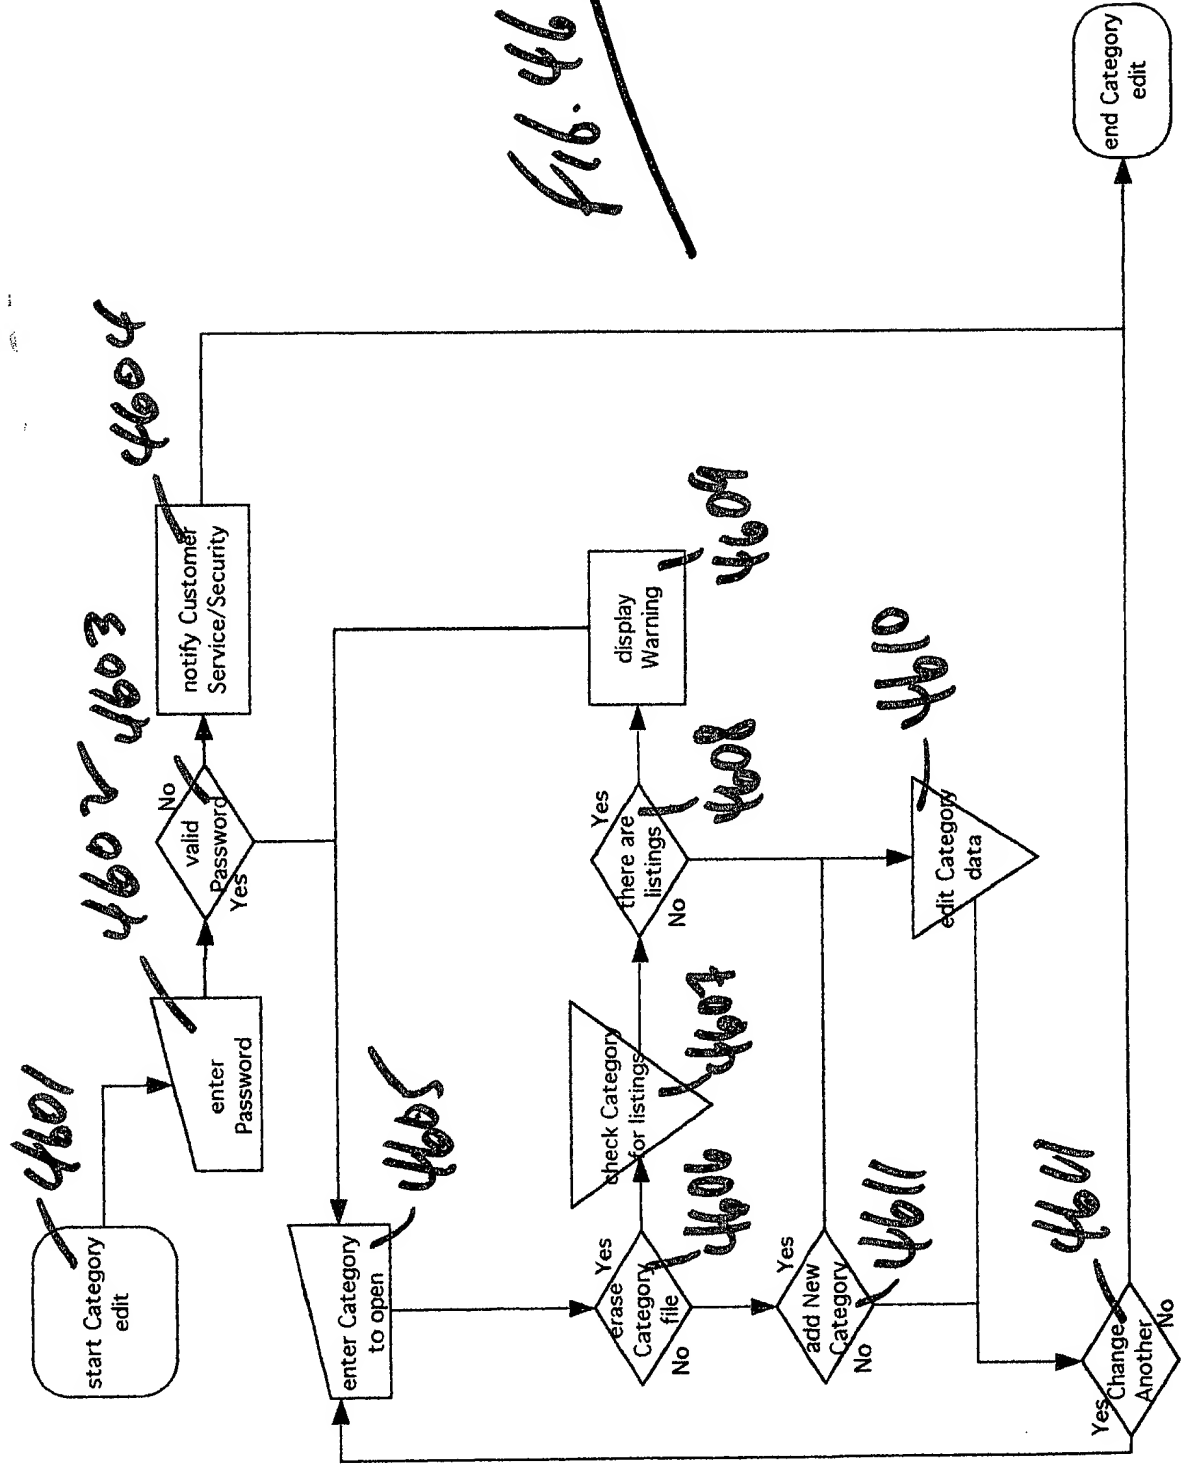 4601
start Category
edit
4602
enter
Password
4603
valid
Password
No
Yes
4604
notify Customer
Service/Security
4605
enter Category
to open
4606
erase
Category
file
Yes
No
4607
check Category
for listings
4608
there are
listings
Yes
No
4609
display
Warning
4610
edit Category
data
4611
add New
Category
Yes
No
Change
Another
Yes
No
end Category
edit
FIG. 46